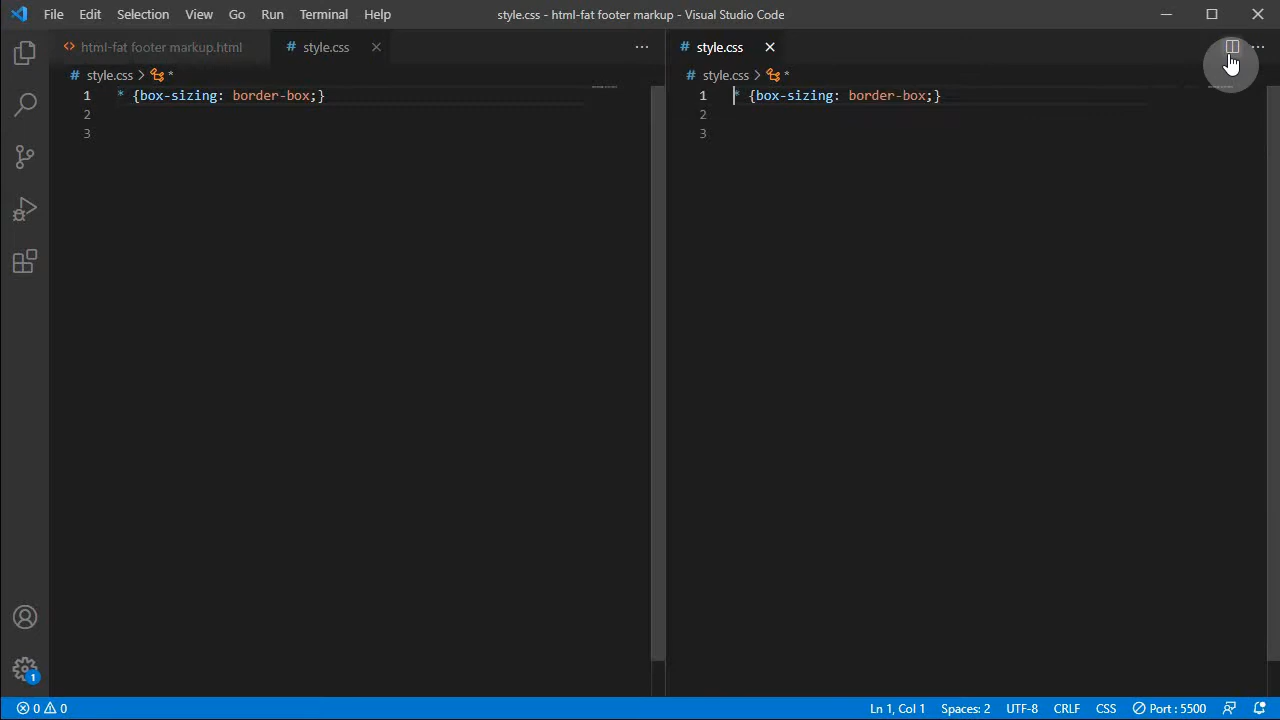 File Edit Selection View Go Run Terminal Help style.css - html-fat footer markup - Visual Studio Code
html-fat footer markup.html # style.css
# style.css > *
1 * {box-sizing: border-box;}
2
3
# style.css
# style.css > *
1 * {box-sizing: border-box;}
2
3
1
0 0 Ln 1, Col 1 Spaces: 2 UTF-8 CRLF CSS Port : 5500